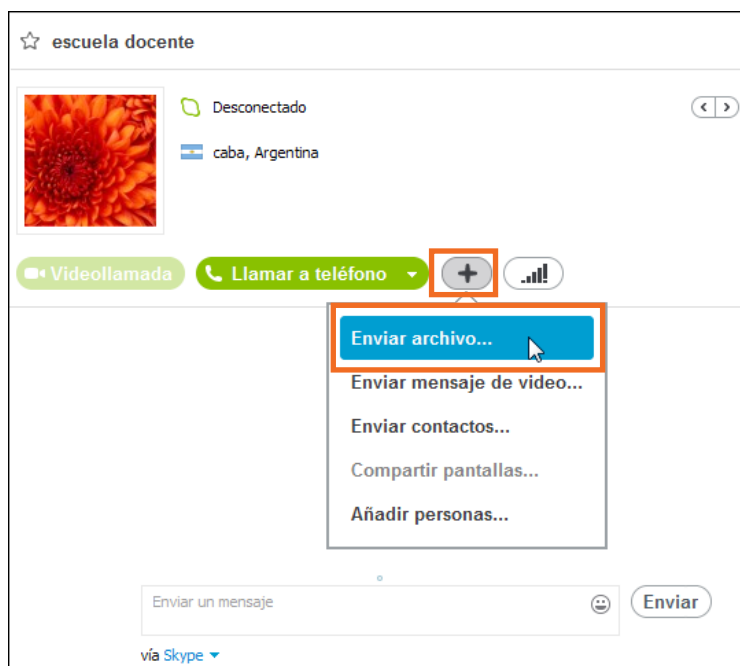 escuela docente
Desconectado
caba, Argentina
Videollamada
Llamar a teléfono
Enviar archivo...
Enviar mensaje de video...
Enviar contactos...
Compartir pantallas...
Añadir personas...
Enviar un mensaje
Enviar
vía Skype